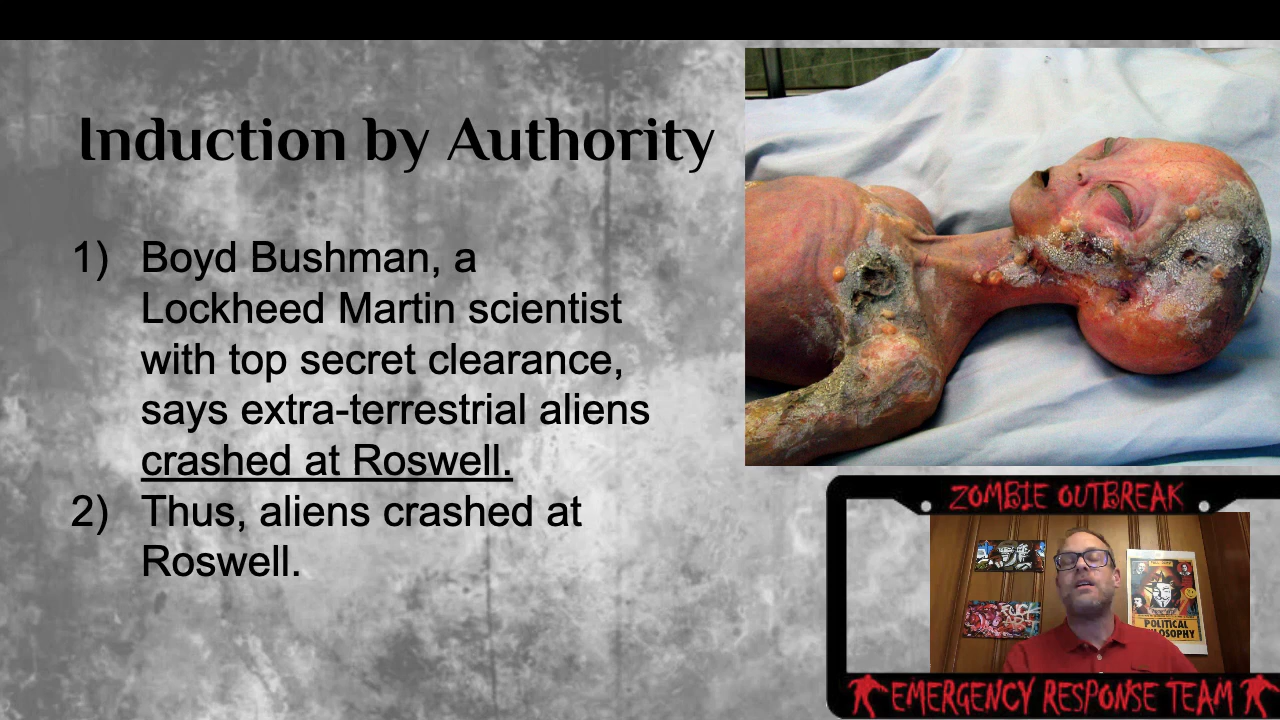 Induction by Authority
1) Boyd Bushman, a
Lockheed Martin scientist
with top secret clearance,
says extra-terrestrial aliens
crashed at Roswell.
2) Thus, aliens crashed at
Roswell.
ZOMBIE OUTBREAK
POLITICAL
EMERGENCY RESPONSE TEAM